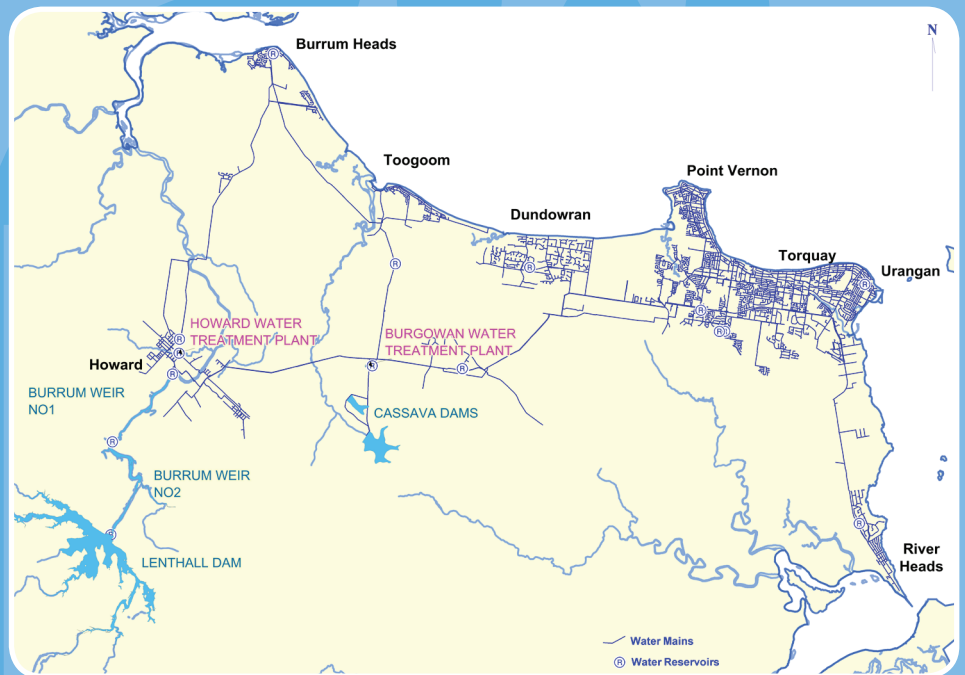 N
Burrum Heads
Toogoom
Point Vernon
Dundowran
Torquay
Urangan
HOWARD WATER
TREATMENT PLANT
BURGOWAN WATER
TREATMENT PLANT
Howard
BURRUM WEIR
NO1
CASSAVA DAMS
BURRUM WEIR
NO2
LENTHALL DAM
River
Heads
Water Mains
R Water Reservoirs
R
R
R
R
R
R
R
R
R
R
R
R
R
R